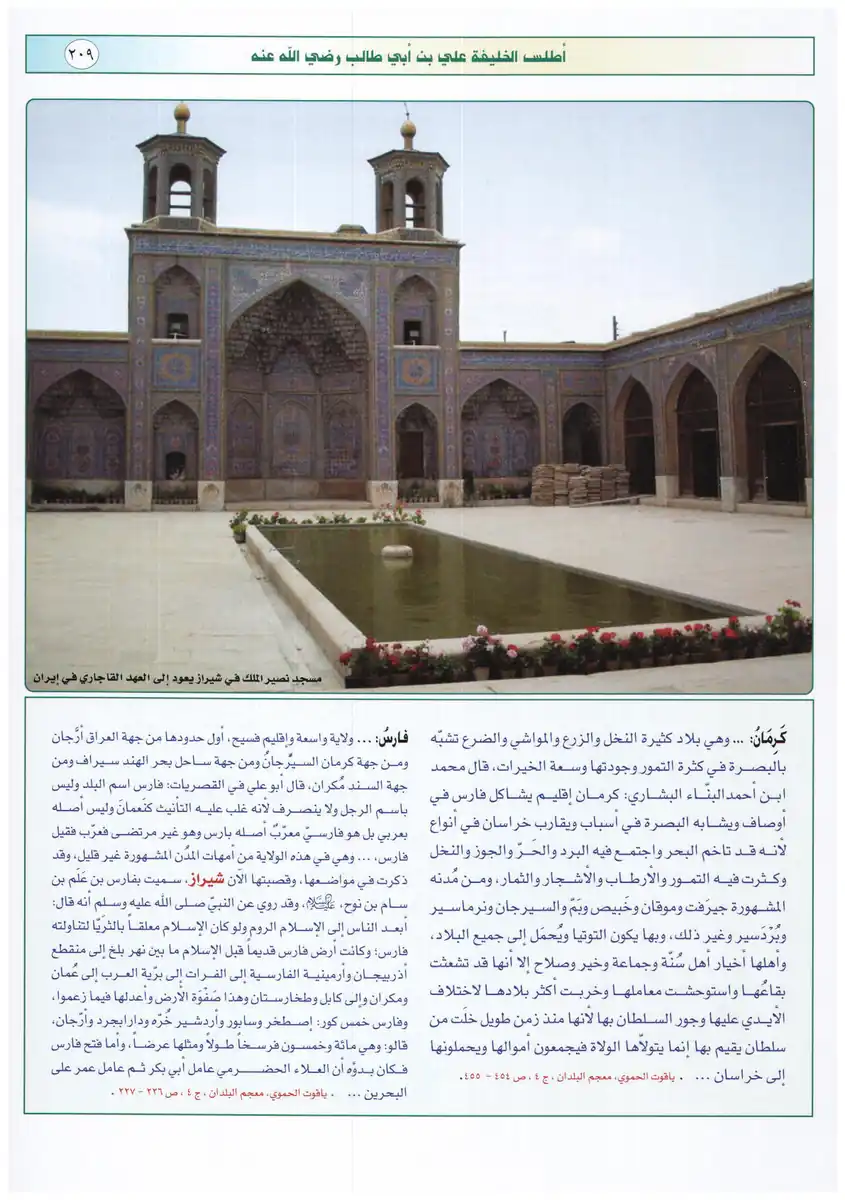 أطلس الخليفة علي بن أبي طالب رضي الله عنه
٢٠٩
مسجد نصير الملك في شيراز يعود إلى العهد القاجاري في إيران
كَرِمَانُ: ... وهي بلاد كثيرة النخل والزرع والمواشي والضرع تشبّه
بالبصرة في كثرة التمور وجودتها وسعة الخيرات، قال محمد
ابن أحمد البنّاء البشاري: كرمان إقليم يشاكل فارس في
أوصاف ويشابه البصرة في أسباب ويقارب خراسان في أنواع
لأنه قد تاخم البحر واجتمع فيه البرد والحَرّ والجوز والنخل
وكثرت فيه التمور والأرطاب والأشجار والثمار، ومن مُدنه
المشهورة جيرَفت وموقان وخَبيص وبَمّ والسيرجان ونرماسير
وبُرْدَسير وغير ذلك، وبها يكون التوتيا ويُحمَل إلى جميع البلاد،
وأهلها أخيار أهل سُنّة وجماعة وخير وصلاح إلا أنها قد تشعثت
بقاعُها واستوحشت معاملها وخربت أكثر بلادها لاختلاف
الأيدي عليها وجور السلطان بها لأنها منذ زمن طويل خلَت من
سلطان يقيم بها إنما يتولاّها الولاة فيجمعون أموالها ويحملونها
إلى خراسان ... . ياقوت الحموي، معجم البلدان ، ج ٤ ، ص ٤٥٤ - ٤٥٥.
فارسُ: ... ولاية واسعة وإقليم فسيح، أول حدودها من جهة العراق أرَّجان
ومن جهة كرمان السيرَّجانُ ومن جهة ساحل بحر الهند سيراف ومن
جهة السند مُكران، قال أبو علي في القصريات: فارس اسم البلد وليس
باسم الرجل ولا ينصرف لأنه غلب عليه التأنيث كنَعمانَ وليس أصله
بعربي بل هو فارسيّ معرّبٌ أصله بارس وهو غير مرتضى فعرّب فقيل
فارس، ... وهي في هذه الولاية من أمهات المُدن المشهورة غير قليل، وقد
ذكرت في مواضعها، وقصبتها الآن شيراز، سميت بفارس بن عَلَم بن
سام بن نوح، عليه السلام، وقد روي عن النبيّ صلى الله عليه وسلم أنه قال:
أبعد الناس إلى الإسلام الروم ولو كان الإسلام معلقاً بالثريّا لتناولته
فارس؛ وكانت أرض فارس قديماً قبل الإسلام ما بين نهر بلخ إلى منقطع
أذربيجان وأرمينية الفارسية إلى الفرات إلى برّية العرب إلى عُمان
ومكران وإلى كابل وطخارستان وهذا صَفْوَة الأرض وأعدلها فيما زعموا،
وفارس خمس كور: إصطخر وسابور وأردشير خُرّه ودارابجرد وأرّجان،
قالو: وهي مائة وخمسون فرسخاً طولاً ومثلها عرضاً، وأما فتح فارس
فكان بدوّه أن العلاء الحضرمي عامل أبي بكر ثم عامل عمر على
البحرين ... . ياقوت الحموي، معجم البلدان ، ج ٤ ، ص ٢٢٦ - ٢٢٧ .